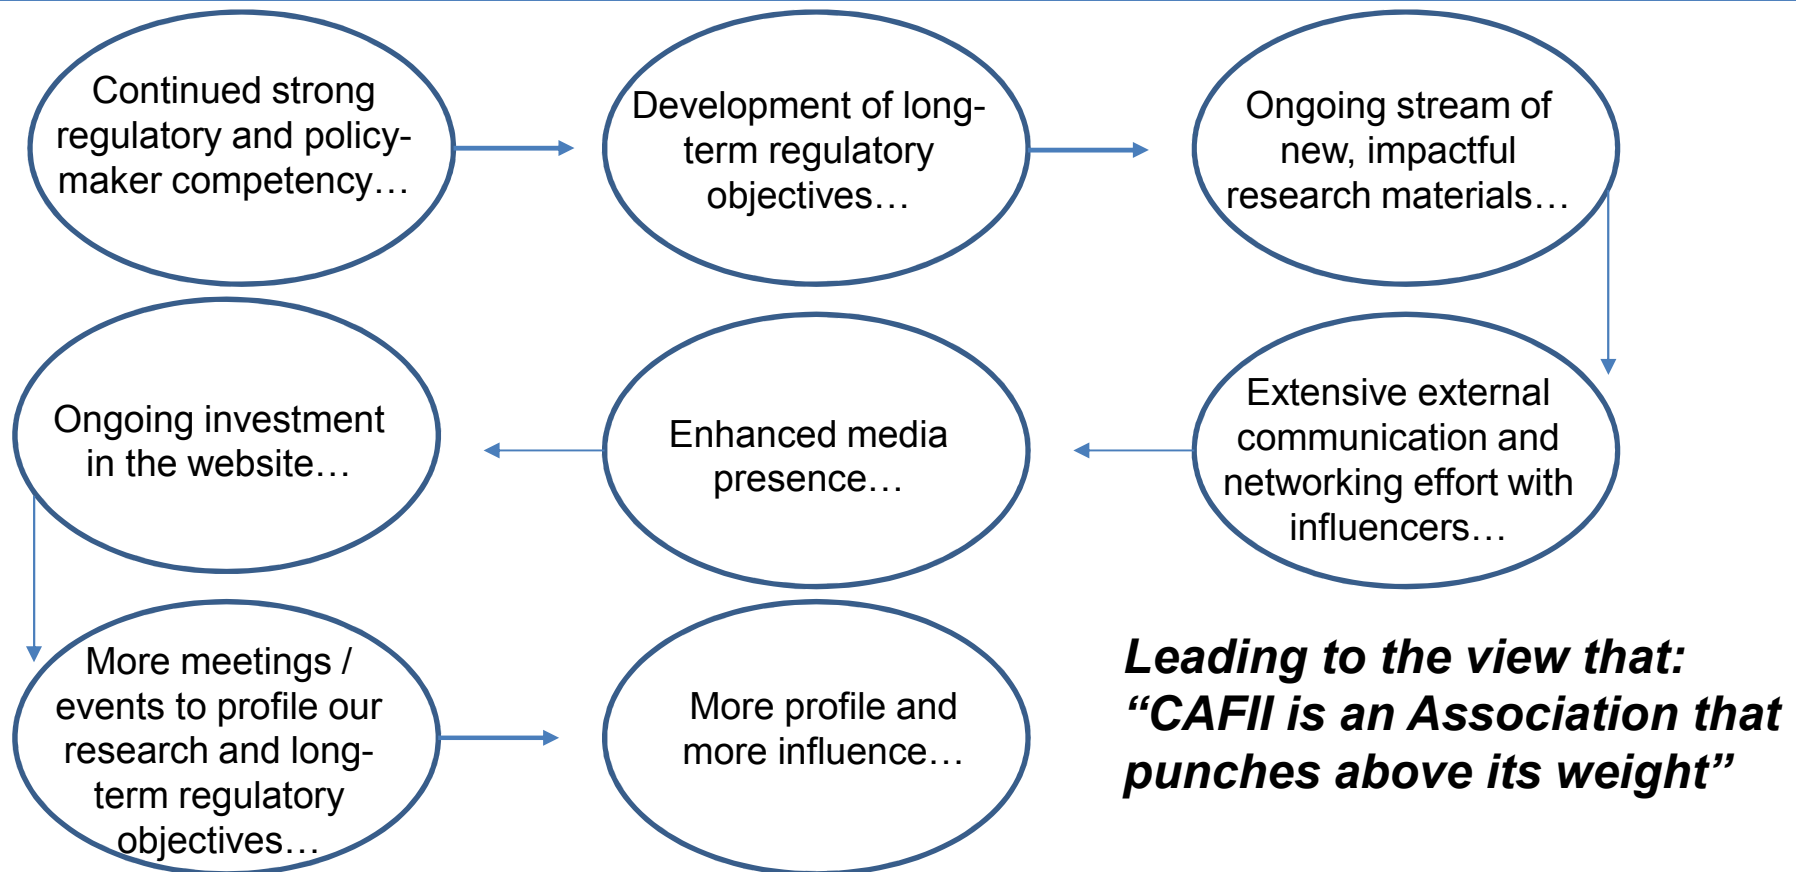 Continued strong
regulatory and policy-
maker competency…
Development of long-
term regulatory
objectives…
Ongoing stream of
new, impactful
research materials…
Extensive external
communication and
networking effort with
influencers…
Enhanced media
presence…
Ongoing investment
in the website…
More meetings /
events to profile our
research and long-
term regulatory
objectives…
More profile and
more influence…
Leading to the view that:
“CAFII is an Association that
punches above its weight”